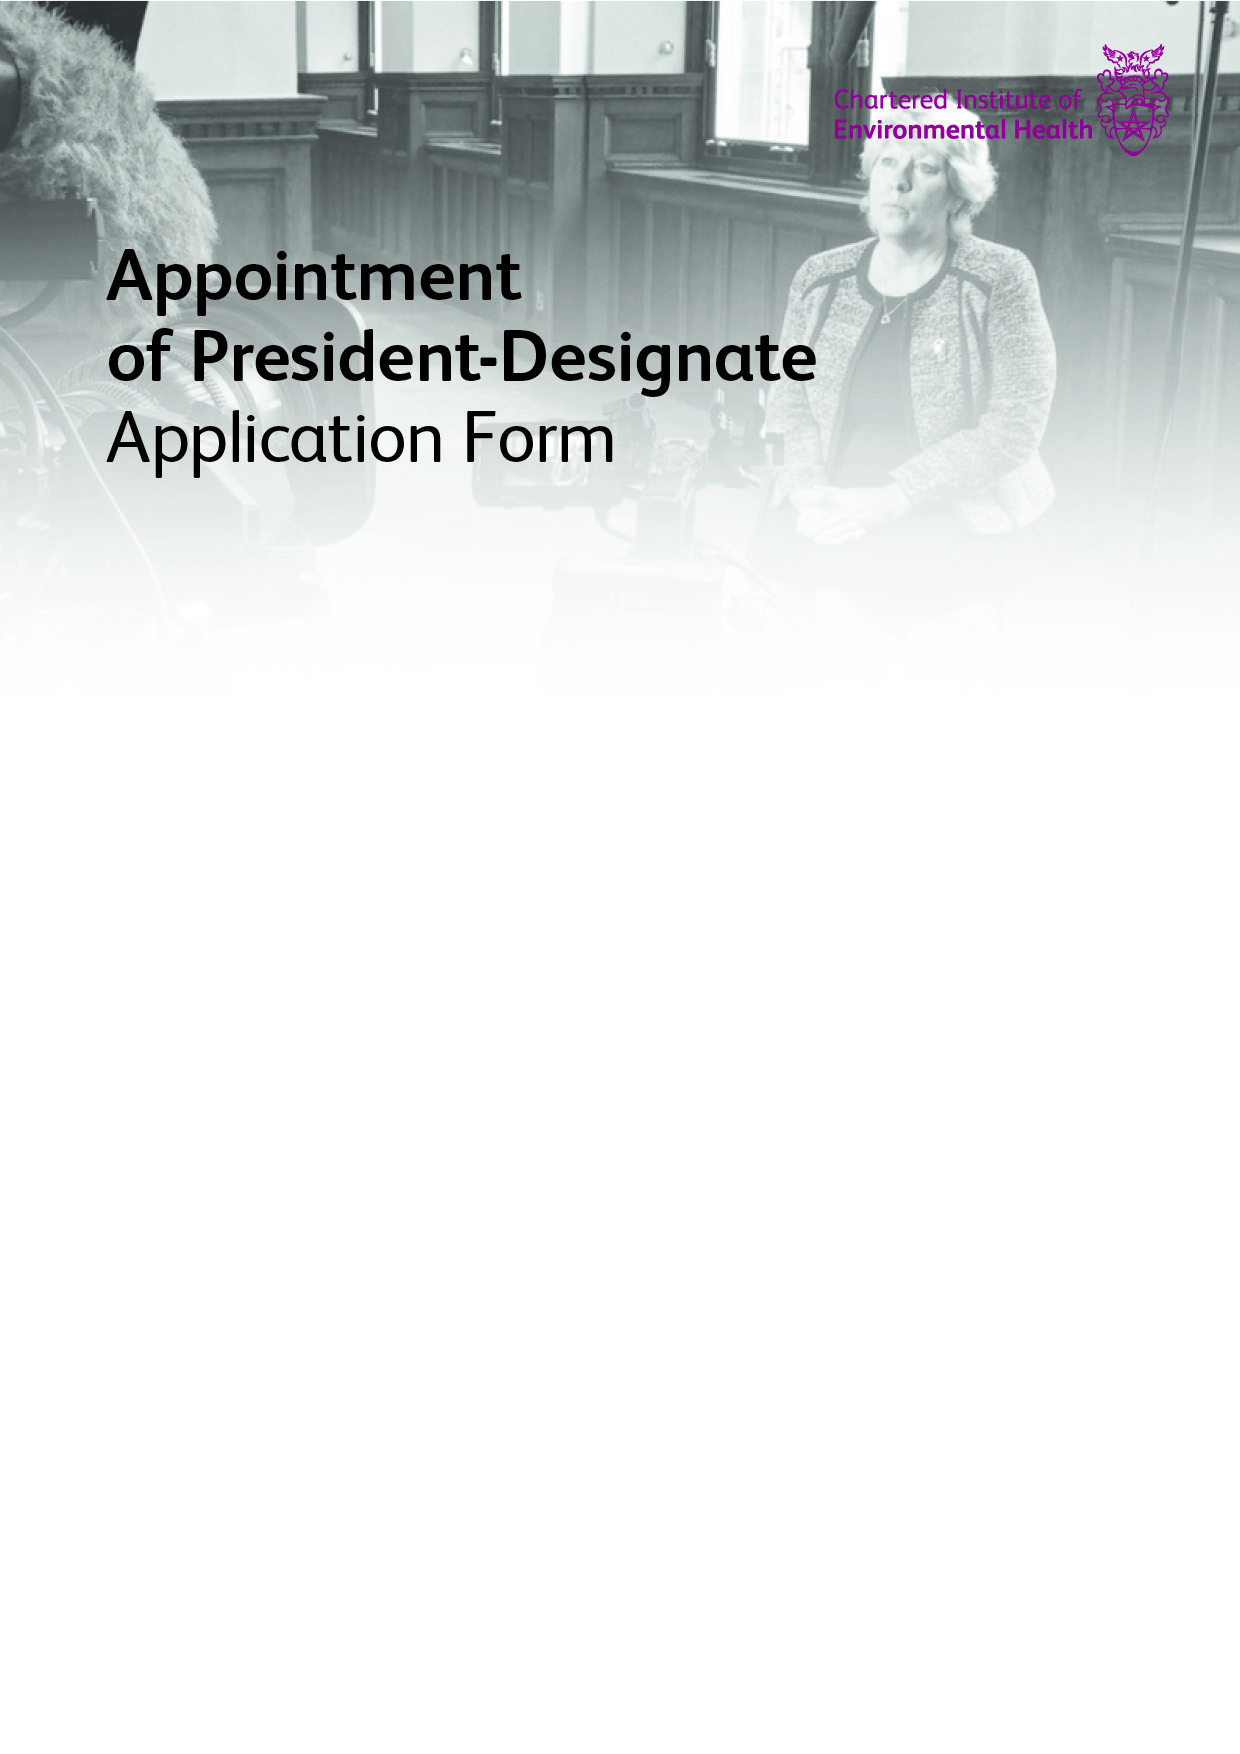 Chartered Institute of
Environmental Health
Appointment
of President-Designate
Application Form